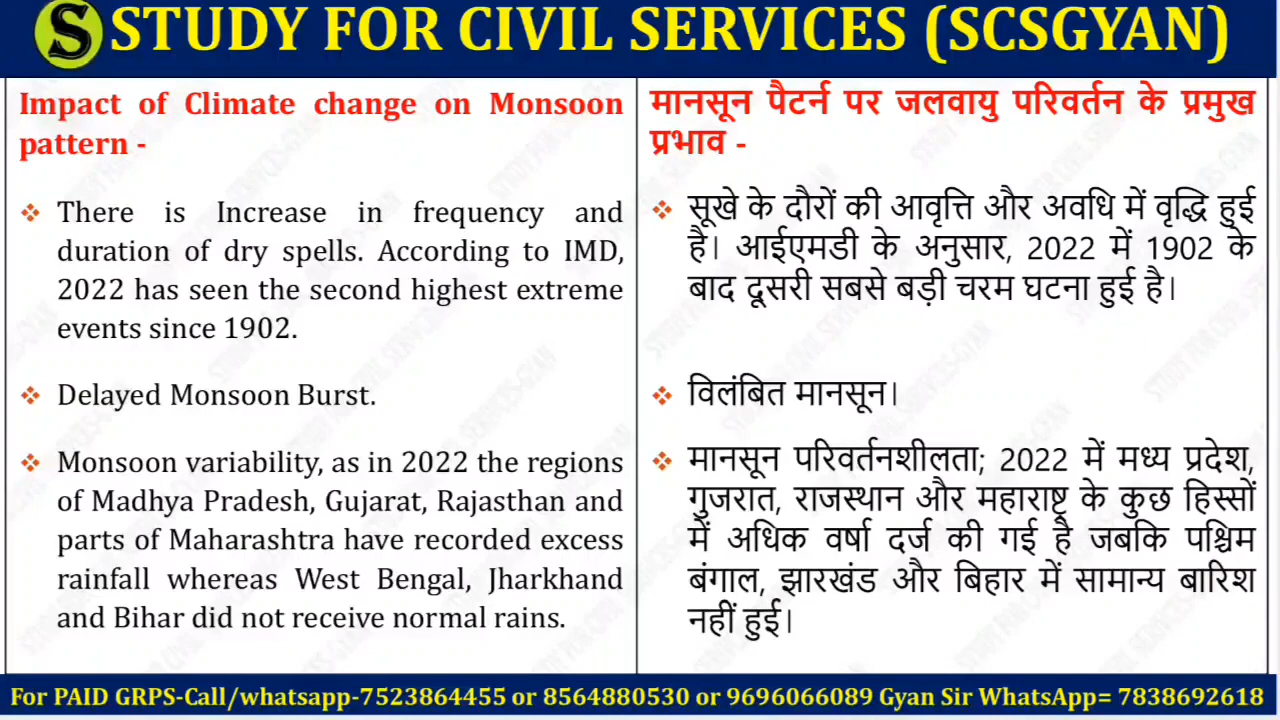 S STUDY FOR CIVIL SERVICES (SCSGYAN)
Impact of Climate change on Monsoon
pattern -
❖ There is Increase in frequency and
duration of dry spells. According to IMD,
2022 has seen the second highest extreme
events since 1902.
❖ Delayed Monsoon Burst.
❖ Monsoon variability, as in 2022 the regions
of Madhya Pradesh, Gujarat, Rajasthan and
parts of Maharashtra have recorded excess
rainfall whereas West Bengal, Jharkhand
and Bihar did not receive normal rains.
मानसून पैटर्न पर जलवायु परिवर्तन के प्रमुख
प्रभाव -
❖ सूखे के दौरों की आवृत्ति और अवधि में वृद्धि हुई
है। आईएमडी के अनुसार, 2022 में 1902 के
बाद दूसरी सबसे बड़ी चरम घटना हुई है।
❖ विलंबित मानसून।
❖ मानसून परिवर्तनशीलता; 2022 में मध्य प्रदेश,
गुजरात, राजस्थान और महाराष्ट्र के कुछ हिस्सों
में अधिक वर्षा दर्ज की गई है जबकि पश्चिम
बंगाल, झारखंड और बिहार में सामान्य बारिश
नहीं हुई।
For PAID GRPS-Call/whatsapp-7523864455 or 8564880530 or 9696066089 Gyan Sir WhatsApp= 7838692618